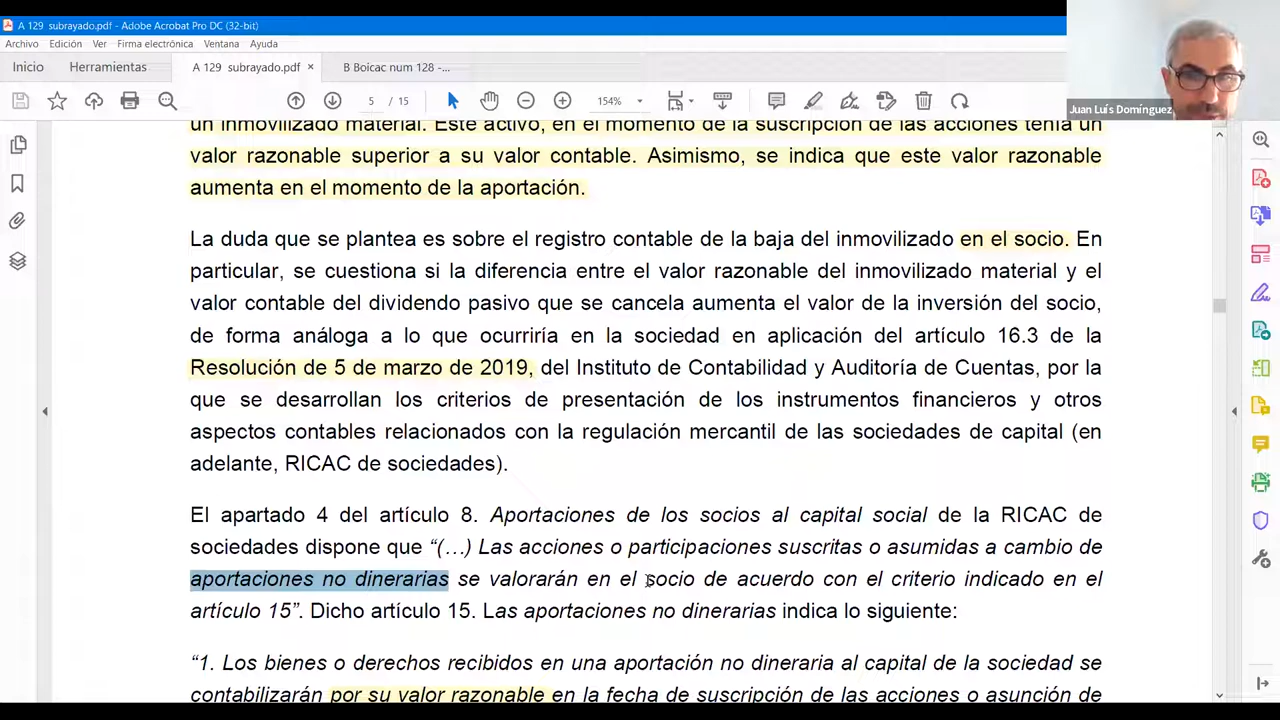 A 129 subrayado.pdf - Adobe Acrobat Pro DC (32-bit)
Archivo Edición Ver Firma electrónica Ventana Ayuda
Inicio Herramientas A 129 subrayado.pdf × B Boicac num 128 -...
5 / 15 154%
Juan Luís Domínguez
un inmovilizado material. Este activo, en el momento de la suscripción de las acciones tenía un
valor razonable superior a su valor contable. Asimismo, se indica que este valor razonable
aumenta en el momento de la aportación.
La duda que se plantea es sobre el registro contable de la baja del inmovilizado en el socio. En
particular, se cuestiona si la diferencia entre el valor razonable del inmovilizado material y el
valor contable del dividendo pasivo que se cancela aumenta el valor de la inversión del socio,
de forma análoga a lo que ocurriría en la sociedad en aplicación del artículo 16.3 de la
Resolución de 5 de marzo de 2019, del Instituto de Contabilidad y Auditoría de Cuentas, por la
que se desarrollan los criterios de presentación de los instrumentos financieros y otros
aspectos contables relacionados con la regulación mercantil de las sociedades de capital (en
adelante, RICAC de sociedades).
El apartado 4 del artículo 8. Aportaciones de los socios al capital social de la RICAC de
sociedades dispone que “(…) Las acciones o participaciones suscritas o asumidas a cambio de
aportaciones no dinerarias se valorarán en el socio de acuerdo con el criterio indicado en el
artículo 15”. Dicho artículo 15. Las aportaciones no dinerarias indica lo siguiente:
“1. Los bienes o derechos recibidos en una aportación no dineraria al capital de la sociedad se
contabilizarán por su valor razonable en la fecha de suscripción de las acciones o asunción de